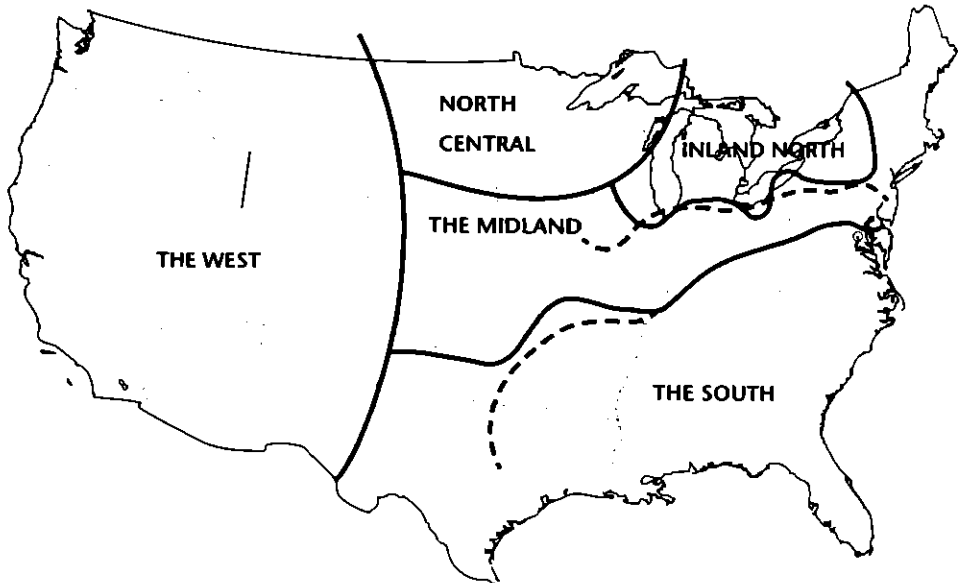 NORTH
CENTRAL
INLAND NORTH
THE MIDLAND
THE WEST
THE SOUTH